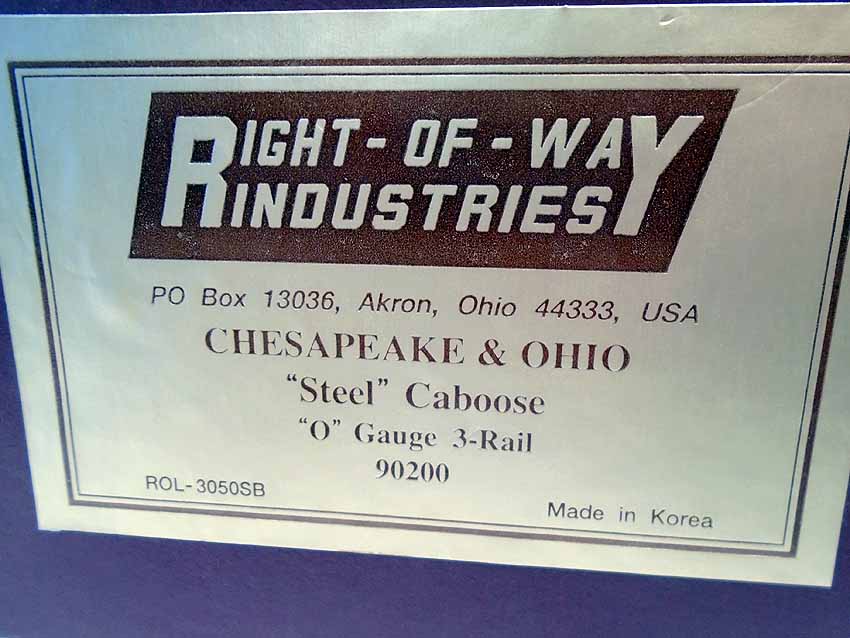 RIGHT-OF-WAY
INDUSTRIES
PO Box 13036, Akron, Ohio 44333, USA
CHESAPEAKE & OHIO
“Steel” Caboose
“O” Gauge 3-Rail
90200
ROL-3050SB
Made in Korea